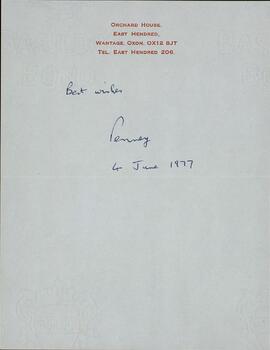 ORCHARD HOUSE,
EAST HENDRED,
WANTAGE, OXON, OX12 8JT
TEL. EAST HENDRED 206.
Best wishes
Penney
4 June 1977